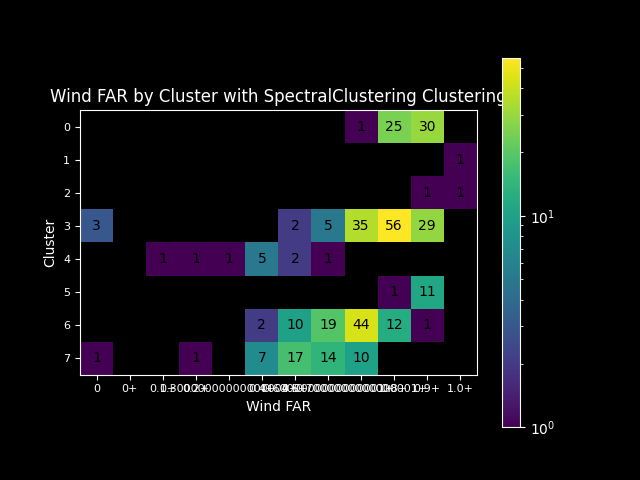 Wind FAR by Cluster with SpectralClustering Clustering
0 1 25 30
1 1
2 1 1
3 3 2 5 35 56 29
4 1 1 1 5 2 1
5 1 11
6 2 10 19 44 12 1
7 1 1 7 17 14 10
Cluster
0 0+ 1.0+
Wind FAR
10¹
10⁰